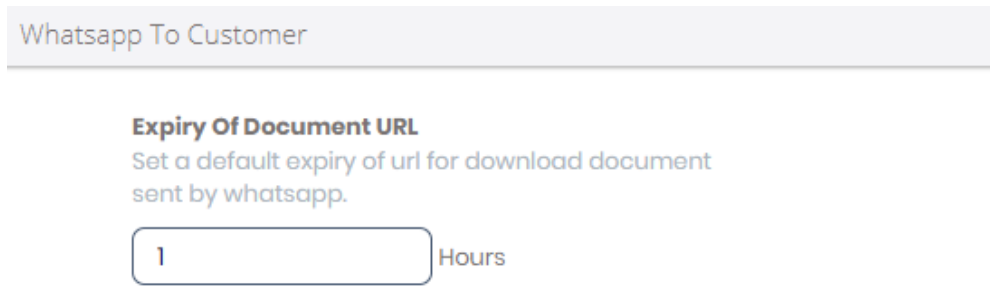 Whatsapp To Customer
Expiry Of Document URL
Set a default expiry of url for download document
sent by whatsapp.
1 Hours